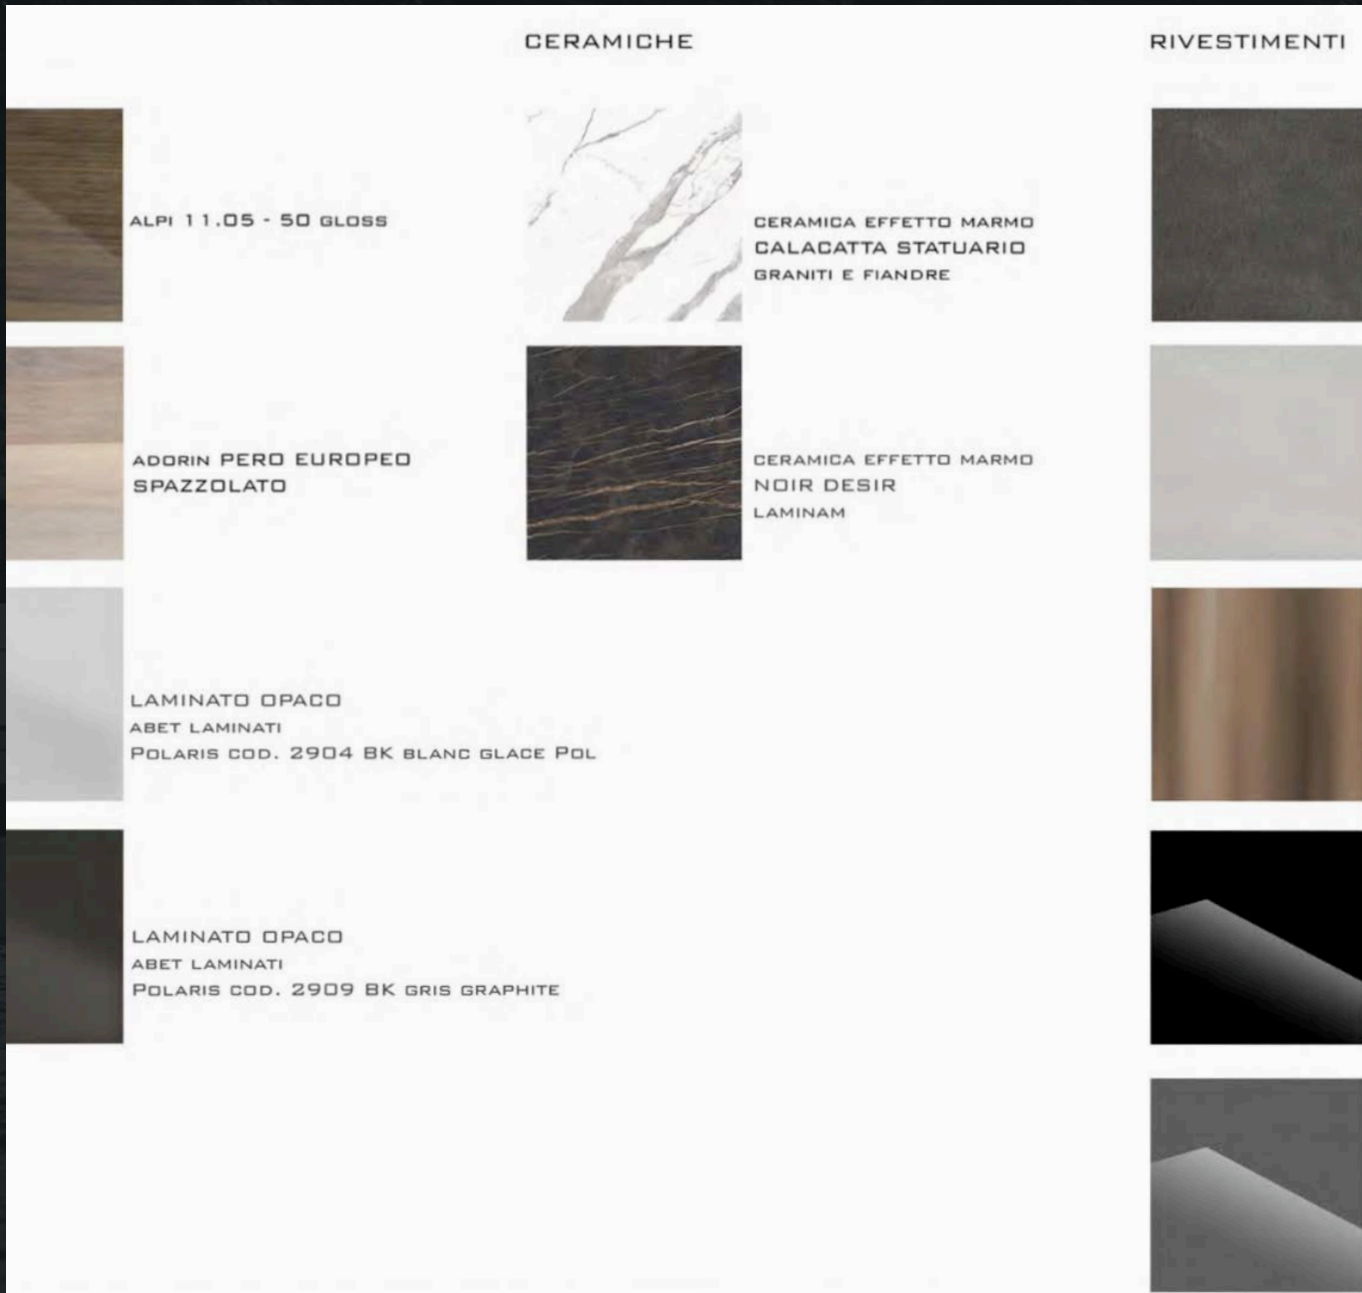 CERAMICHE
RIVESTIMENTI
ALPI 11.05 - 50 GLOSS
CERAMICA EFFETTO MARMO
CALACATTA STATUARIO
GRANITI E FIANDRE
ADORIN PERO EUROPEO
SPAZZOLATO
CERAMICA EFFETTO MARMO
NOIR DESIR
LAMINAM
LAMINATO OPACO
ABET LAMINATI
POLARIS COD. 2904 BK BLANC GLACE POL
LAMINATO OPACO
ABET LAMINATI
POLARIS COD. 2909 BK GRIS GRAPHITE